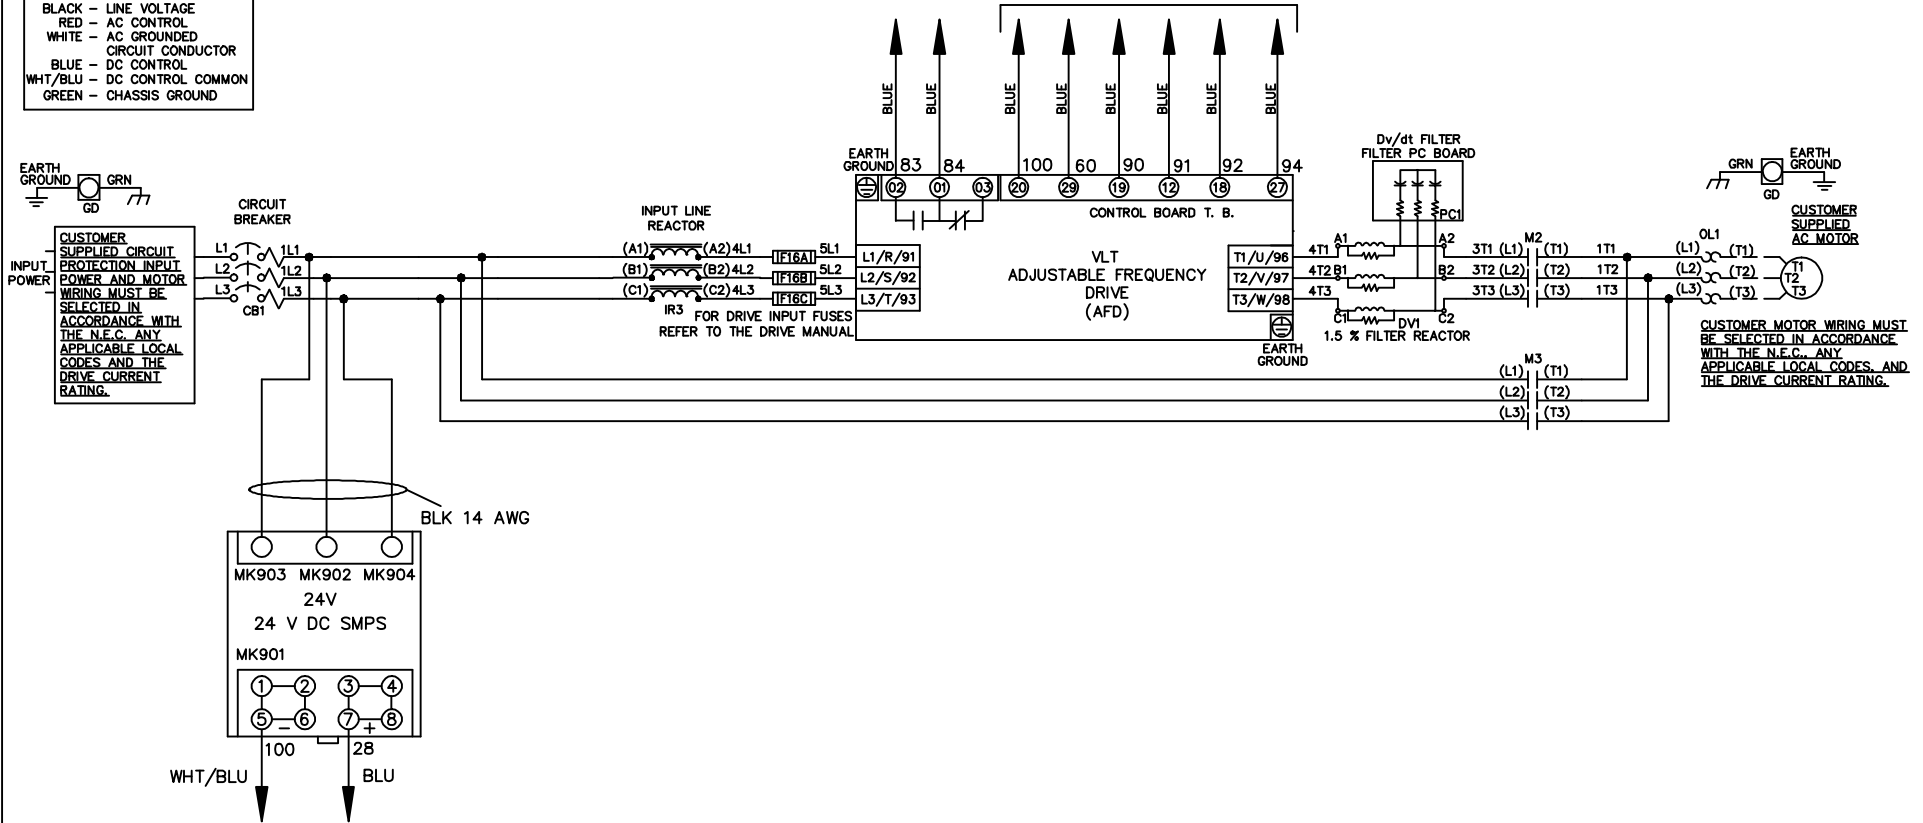 BLACK – LINE VOLTAGE
RED – AC CONTROL
WHITE – AC GROUNDED
CIRCUIT CONDUCTOR
BLUE – DC CONTROL
WHT/BLU – DC CONTROL COMMON
GREEN – CHASSIS GROUND
BLUE
BLUE
BLUE
BLUE
BLUE
BLUE
BLUE
BLUE
EARTH
GROUND
83
84
100
60
90
91
92
94
02
01
03
20
29
19
12
18
27
CONTROL BOARD T. B.
Dv/dt FILTER
FILTER PC BOARD
PC1
EARTH
GROUND
GRN
GD
GRN
EARTH
GROUND
GD
CUSTOMER
SUPPLIED
AC MOTOR
INPUT
POWER
CUSTOMER
SUPPLIED CIRCUIT
PROTECTION INPUT
POWER AND MOTOR
WIRING MUST BE
SELECTED IN
ACCORDANCE WITH
THE N.E.C. ANY
APPLICABLE LOCAL
CODES AND THE
DRIVE CURRENT
RATING.
CIRCUIT
BREAKER
L1
1L1
L2
1L2
L3
1L3
CB1
INPUT LINE
REACTOR
(A1)
(A2) 4L1
IF16A
5L1
(B1)
(B2) 4L2
IF16B
5L2
(C1)
(C2) 4L3
IF16C
5L3
IR3
FOR DRIVE INPUT FUSES
REFER TO THE DRIVE MANUAL
L1/R/91
L2/S/92
L3/T/93
VLT
ADJUSTABLE FREQUENCY
DRIVE
(AFD)
T1/U/96
T2/V/97
T3/W/98
EARTH
GROUND
4T1
A1
A2
4T2
B1
B2
4T3
C1
C2
DV1
1.5 % FILTER REACTOR
M2
3T1 (L1)
(T1)
1T1
3T2 (L2)
(T2)
1T2
3T3 (L3)
(T3)
1T3
OL1
(L1)
(T1)
(L2)
(T2)
(L3)
(T3)
T1
T2
T3
CUSTOMER MOTOR WIRING MUST
BE SELECTED IN ACCORDANCE
WITH THE N.E.C., ANY
APPLICABLE LOCAL CODES, AND
THE DRIVE CURRENT RATING.
M3
(L1)
(T1)
(L2)
(T2)
(L3)
(T3)
BLK 14 AWG
MK903
MK902
MK904
24V
24 V DC SMPS
MK901
1
2
3
4
5
–
6
7
+
8
100
28
WHT/BLU
BLU